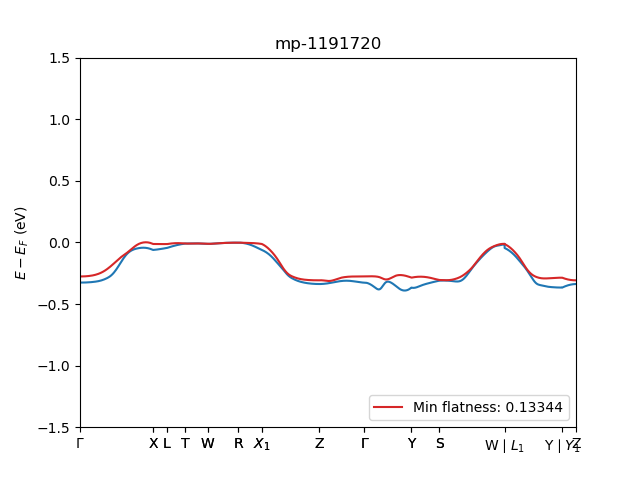 mp-1191720
E − E_F (eV)
1.5
1.0
0.5
0.0
−0.5
−1.0
−1.5
Min flatness: 0.13344
Γ X L T W R X₁ Z Γ Y S W | L₁ Y | Y₁ Z